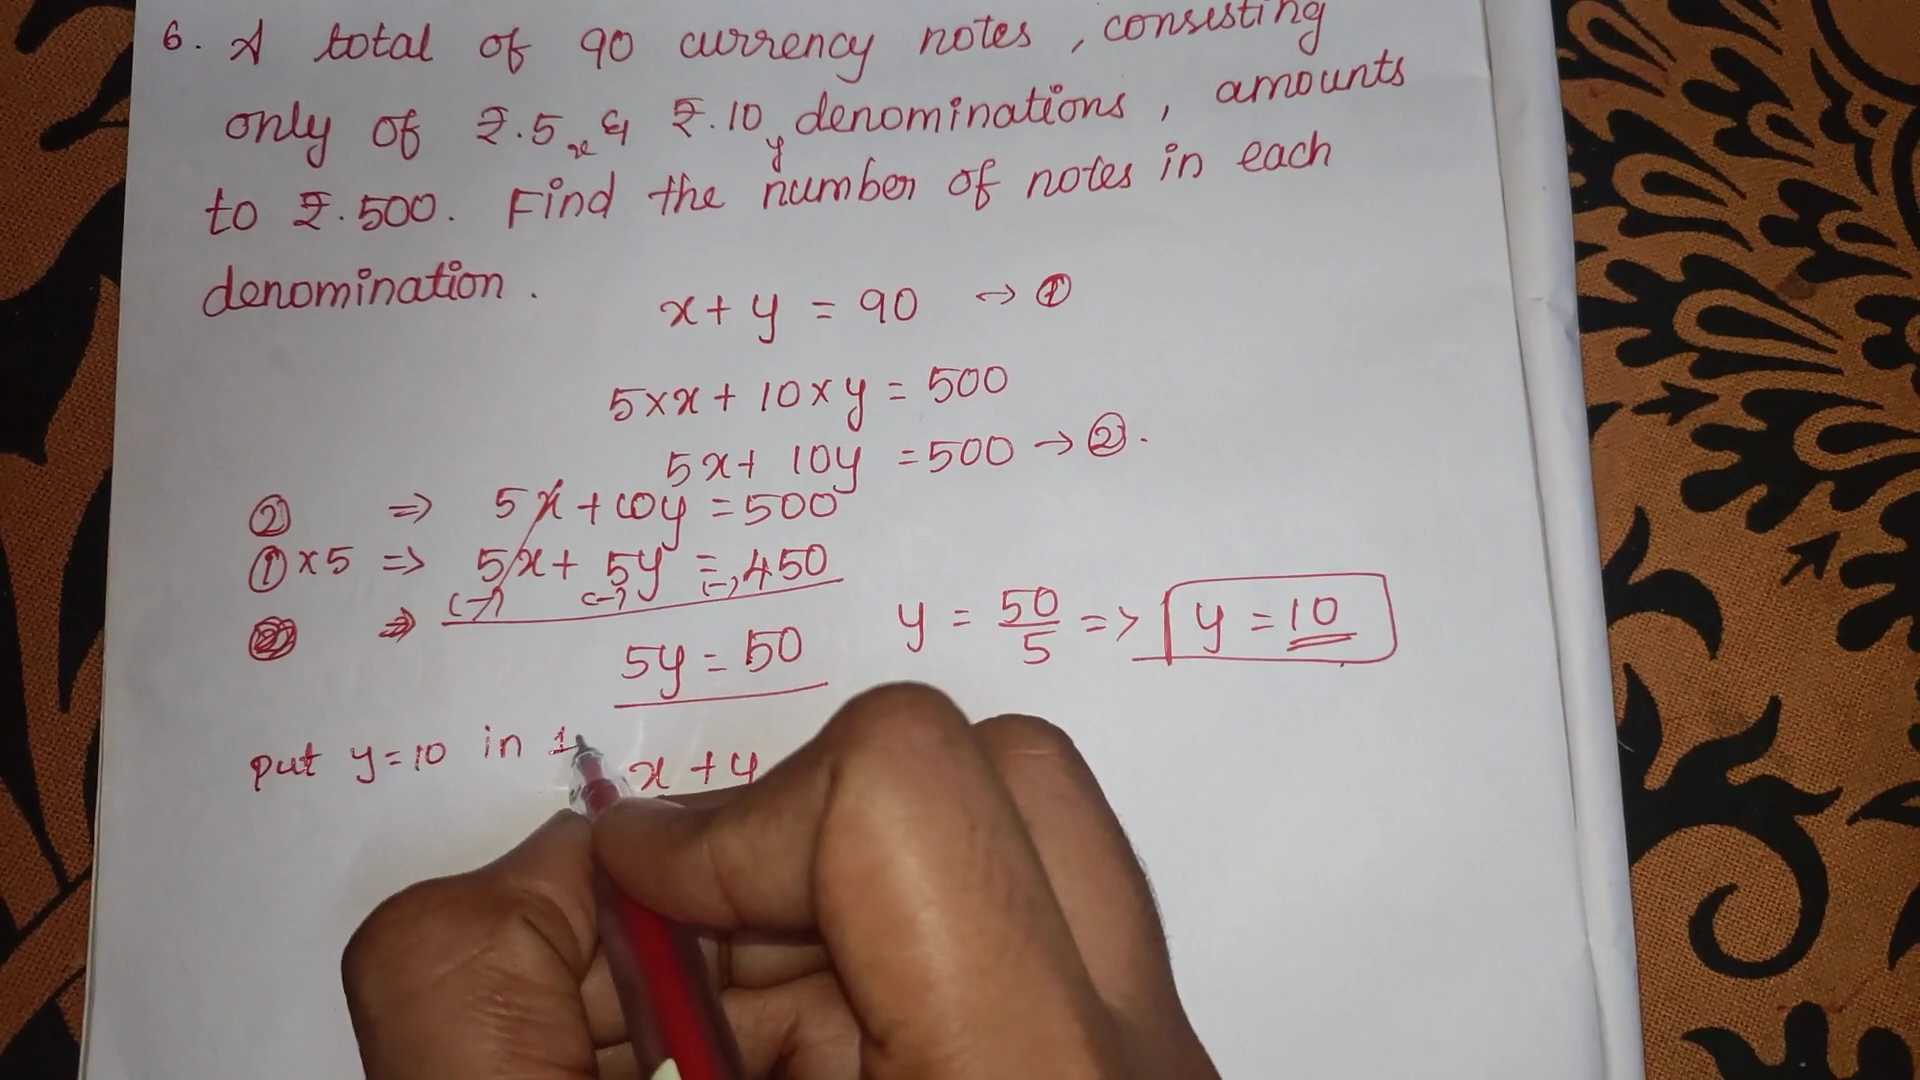 6. A total of 90 currency notes, consisting
only of ₹.5 x & ₹.10 y denominations, amounts
to ₹.500. Find the number of notes in each
denomination.
x + y = 90 → ①
5×x + 10×y = 500
5x + 10y = 500 → ②.
② ⇒ 5x + 10y = 500
①×5 ⇒ 5x + 5y = 450
(-) (-) (-)
⇒
5y = 50
y = 50/5 => y = 10
put y=10 in 1
x + y